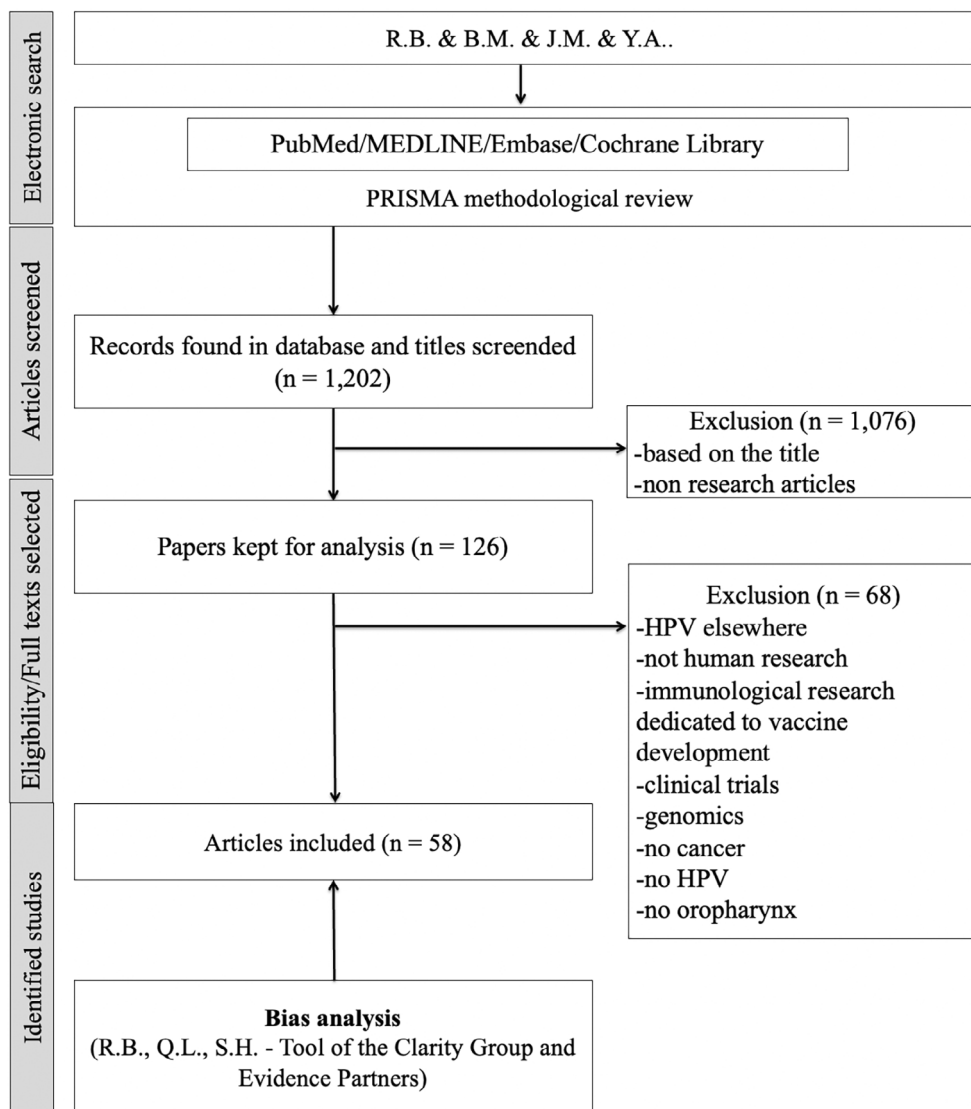 Electronic search
R.B. & B.M. & J.M. & Y.A..
PubMed/MEDLINE/Embase/Cochrane Library
PRISMA methodological review
Articles screened
Records found in database and titles screended
(n = 1,202)
Exclusion (n = 1,076)
-based on the title
-non research articles
Eligibility/Full texts selected
Papers kept for analysis (n = 126)
Exclusion (n = 68)
-HPV elsewhere
-not human research
-immunological research
dedicated to vaccine
development
-clinical trials
-genomics
-no cancer
-no HPV
-no oropharynx
Identified studies
Articles included (n = 58)
Bias analysis
(R.B., Q.L., S.H. - Tool of the Clarity Group and
Evidence Partners)